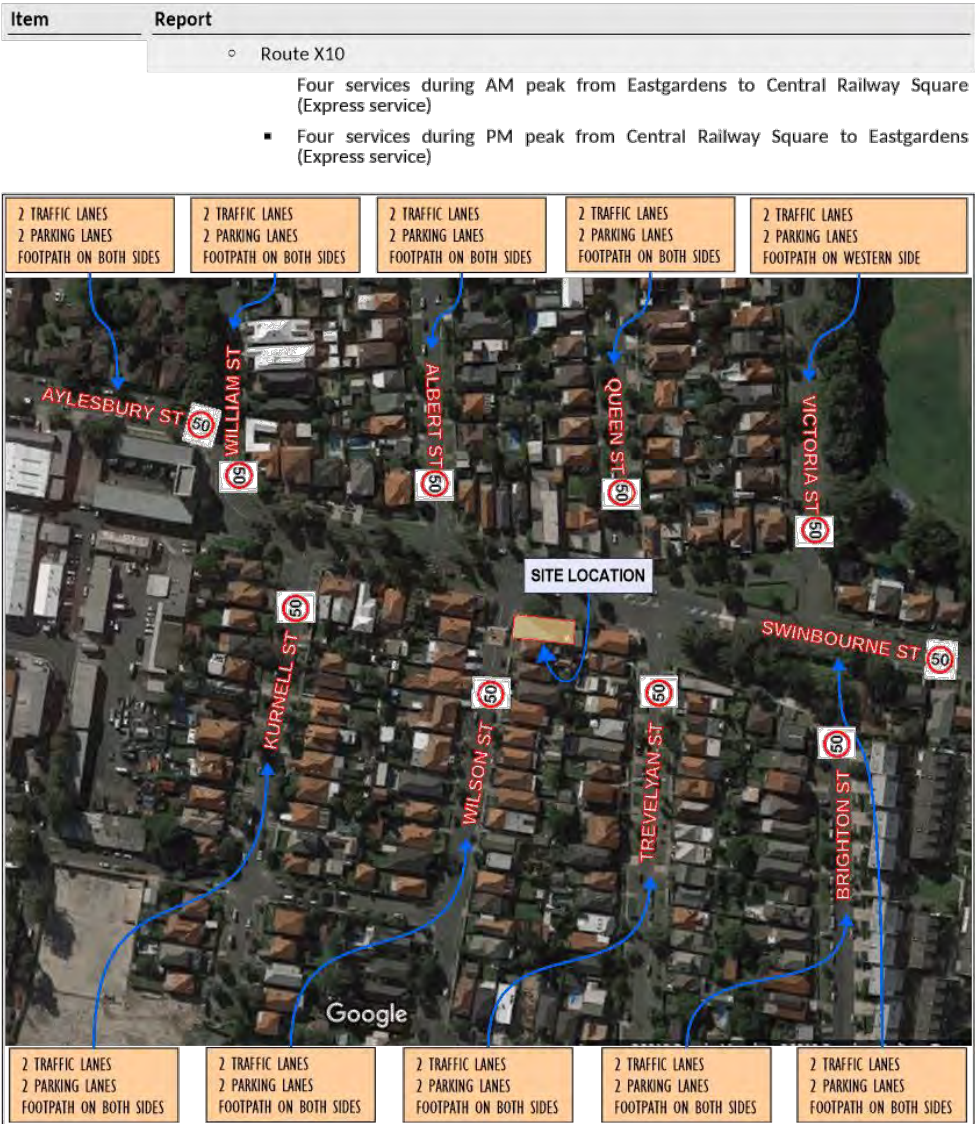 Item Report
○ Route X10
Four services during AM peak from Eastgardens to Central Railway Square
(Express service)
▪ Four services during PM peak from Central Railway Square to Eastgardens
(Express service)
2 TRAFFIC LANES
2 PARKING LANES
FOOTPATH ON BOTH SIDES
2 TRAFFIC LANES
2 PARKING LANES
FOOTPATH ON BOTH SIDES
2 TRAFFIC LANES
2 PARKING LANES
FOOTPATH ON BOTH SIDES
2 TRAFFIC LANES
2 PARKING LANES
FOOTPATH ON BOTH SIDES
2 TRAFFIC LANES
2 PARKING LANES
FOOTPATH ON WESTERN SIDE
AYLESBURY ST
50
WILLIAM ST
50
ALBERT ST
50
QUEEN ST
50
VICTORIA ST
50
SITE LOCATION
KURNELL ST
50
WILSON ST
50
TREVELYAN ST
50
SWINBOURNE ST
50
BRIGHTON ST
50
Google
2 TRAFFIC LANES
2 PARKING LANES
FOOTPATH ON BOTH SIDES
2 TRAFFIC LANES
2 PARKING LANES
FOOTPATH ON BOTH SIDES
2 TRAFFIC LANES
2 PARKING LANES
FOOTPATH ON BOTH SIDES
2 TRAFFIC LANES
2 PARKING LANES
FOOTPATH ON BOTH SIDES
2 TRAFFIC LANES
2 PARKING LANES
FOOTPATH ON BOTH SIDES